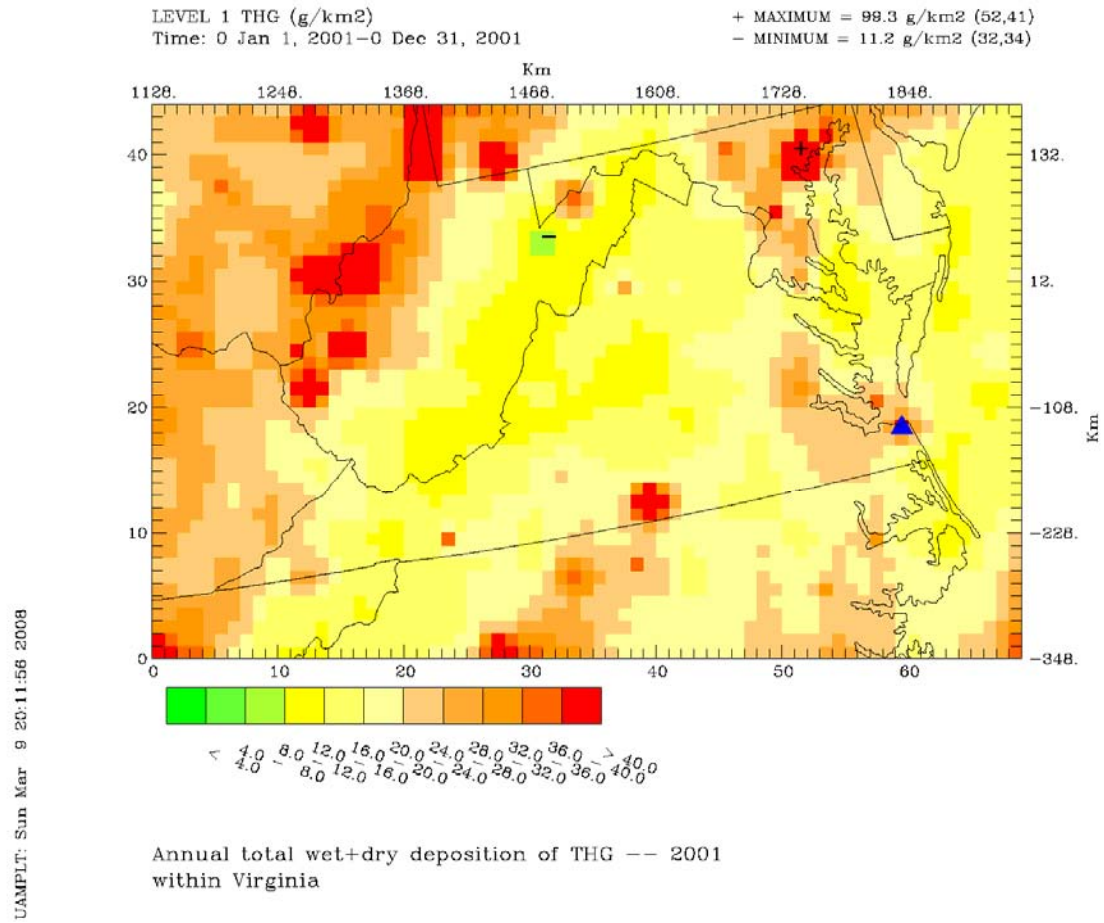 LEVEL 1 THG (g/km2)
Time: 0 Jan 1, 2001-0 Dec 31, 2001
+ MAXIMUM = 99.3 g/km2 (52,41)
- MINIMUM = 11.2 g/km2 (32,34)
Km
1128. 1248. 1368. 1468. 1608. 1728. 1848.
40 132.
30 12.
20 -108.
Km
10 -228.
0 -348.
0 10 20 30 40 50 60
< 4.0 8.0 12.0 16.0 20.0 24.0 28.0 32.0 36.0 > 40.0
4.0 - 8.0 - 12.0 - 16.0 - 20.0 - 24.0 - 28.0 - 32.0 - 36.0 - 40.0
Annual total wet+dry deposition of THG -- 2001
within Virginia
UAMPLT: Sun Mar 9 20:11:56 2008